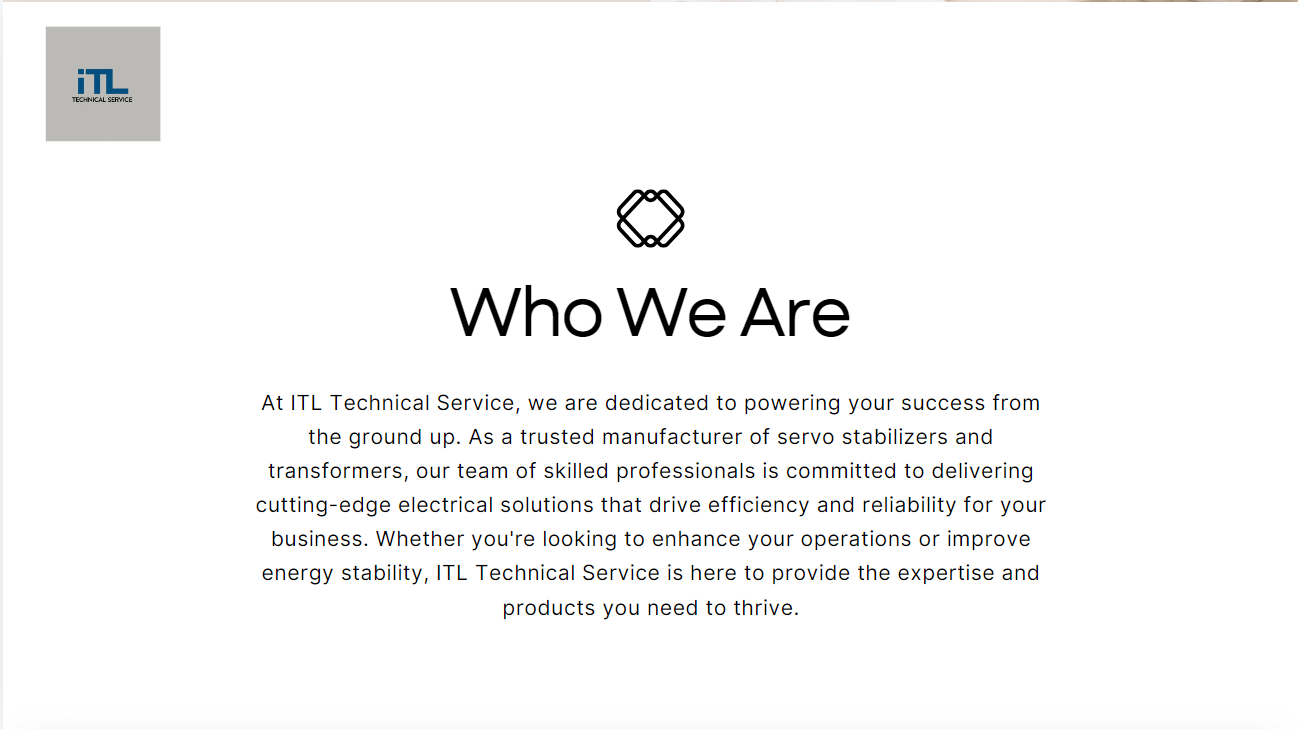 iTL
TECHNICAL SERVICE
Who We Are
At ITL Technical Service, we are dedicated to powering your success from
the ground up. As a trusted manufacturer of servo stabilizers and
transformers, our team of skilled professionals is committed to delivering
cutting-edge electrical solutions that drive efficiency and reliability for your
business. Whether you're looking to enhance your operations or improve
energy stability, ITL Technical Service is here to provide the expertise and
products you need to thrive.